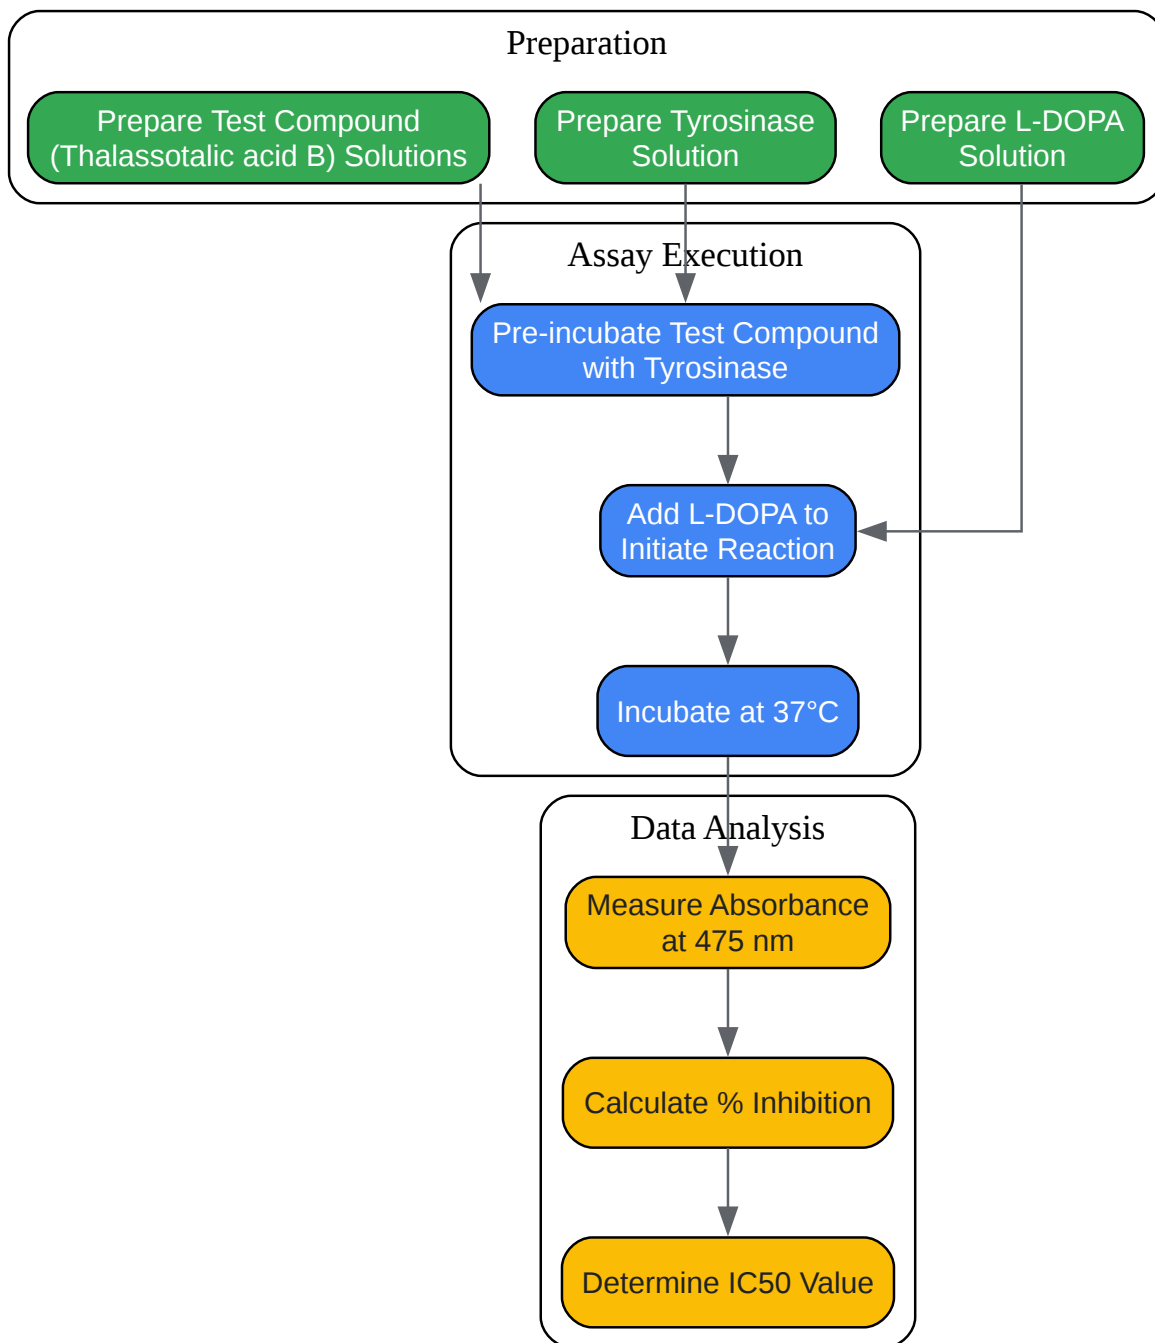 Preparation
Prepare Test Compound
(Thalassotalic acid B) Solutions
Prepare Tyrosinase
Solution
Prepare L-DOPA
Solution
Assay Execution
Pre-incubate Test Compound
with Tyrosinase
Add L-DOPA to
Initiate Reaction
Incubate at 37°C
Data Analysis
Measure Absorbance
at 475 nm
Calculate % Inhibition
Determine IC50 Value